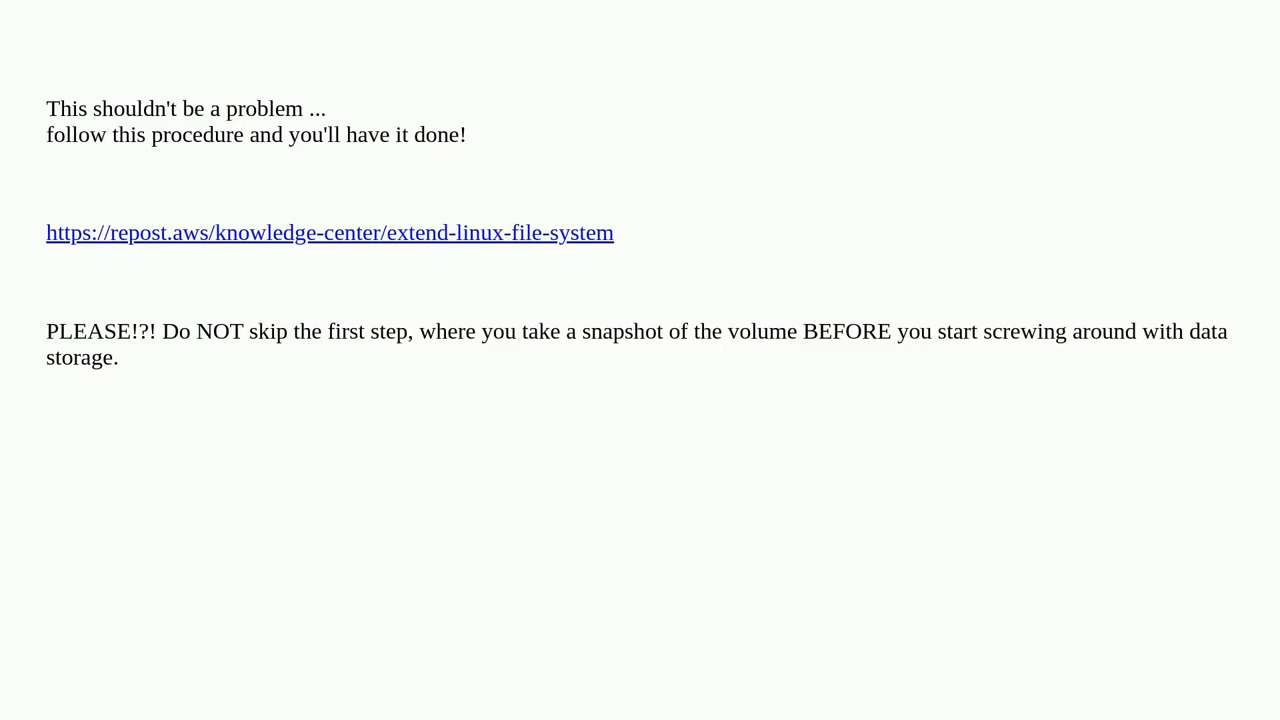 This shouldn't be a problem ...
follow this procedure and you'll have it done!
https://repost.aws/knowledge-center/extend-linux-file-system
PLEASE!?! Do NOT skip the first step, where you take a snapshot of the volume BEFORE you start screwing around with data
storage.